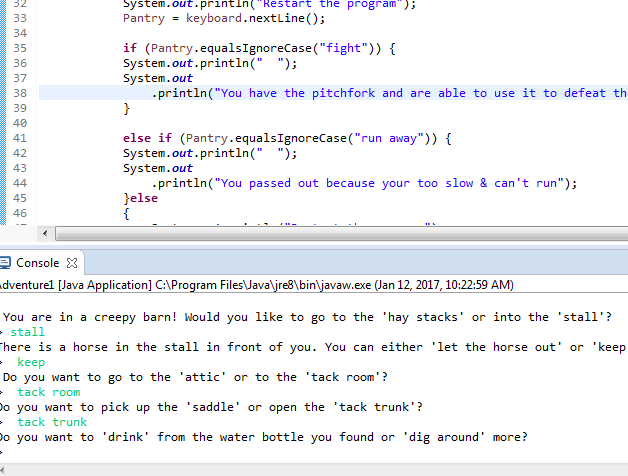 32 System.out.println("Restart the program");
33 Pantry = keyboard.nextLine();
34
35 if (Pantry.equalsIgnoreCase("fight")) {
36 System.out.println("  ");
37 System.out
38 .println("You have the pitchfork and are able to use it to defeat th
39 }
40
41 else if (Pantry.equalsIgnoreCase("run away")) {
42 System.out.println("  ");
43 System.out
44 .println("You passed out because your too slow & can't run");
45 }else
46 {
Console
Adventure1 [Java Application] C:\Program Files\Java\jre8\bin\javaw.exe (Jan 12, 2017, 10:22:59 AM)
You are in a creepy barn! Would you like to go to the 'hay stacks' or into the 'stall'?
> stall
There is a horse in the stall in front of you. You can either 'let the horse out' or 'keep
> keep
Do you want to go to the 'attic' or to the 'tack room'?
> tack room
Do you want to pick up the 'saddle' or open the 'tack trunk'?
> tack trunk
Do you want to 'drink' from the water bottle you found or 'dig around' more?
>